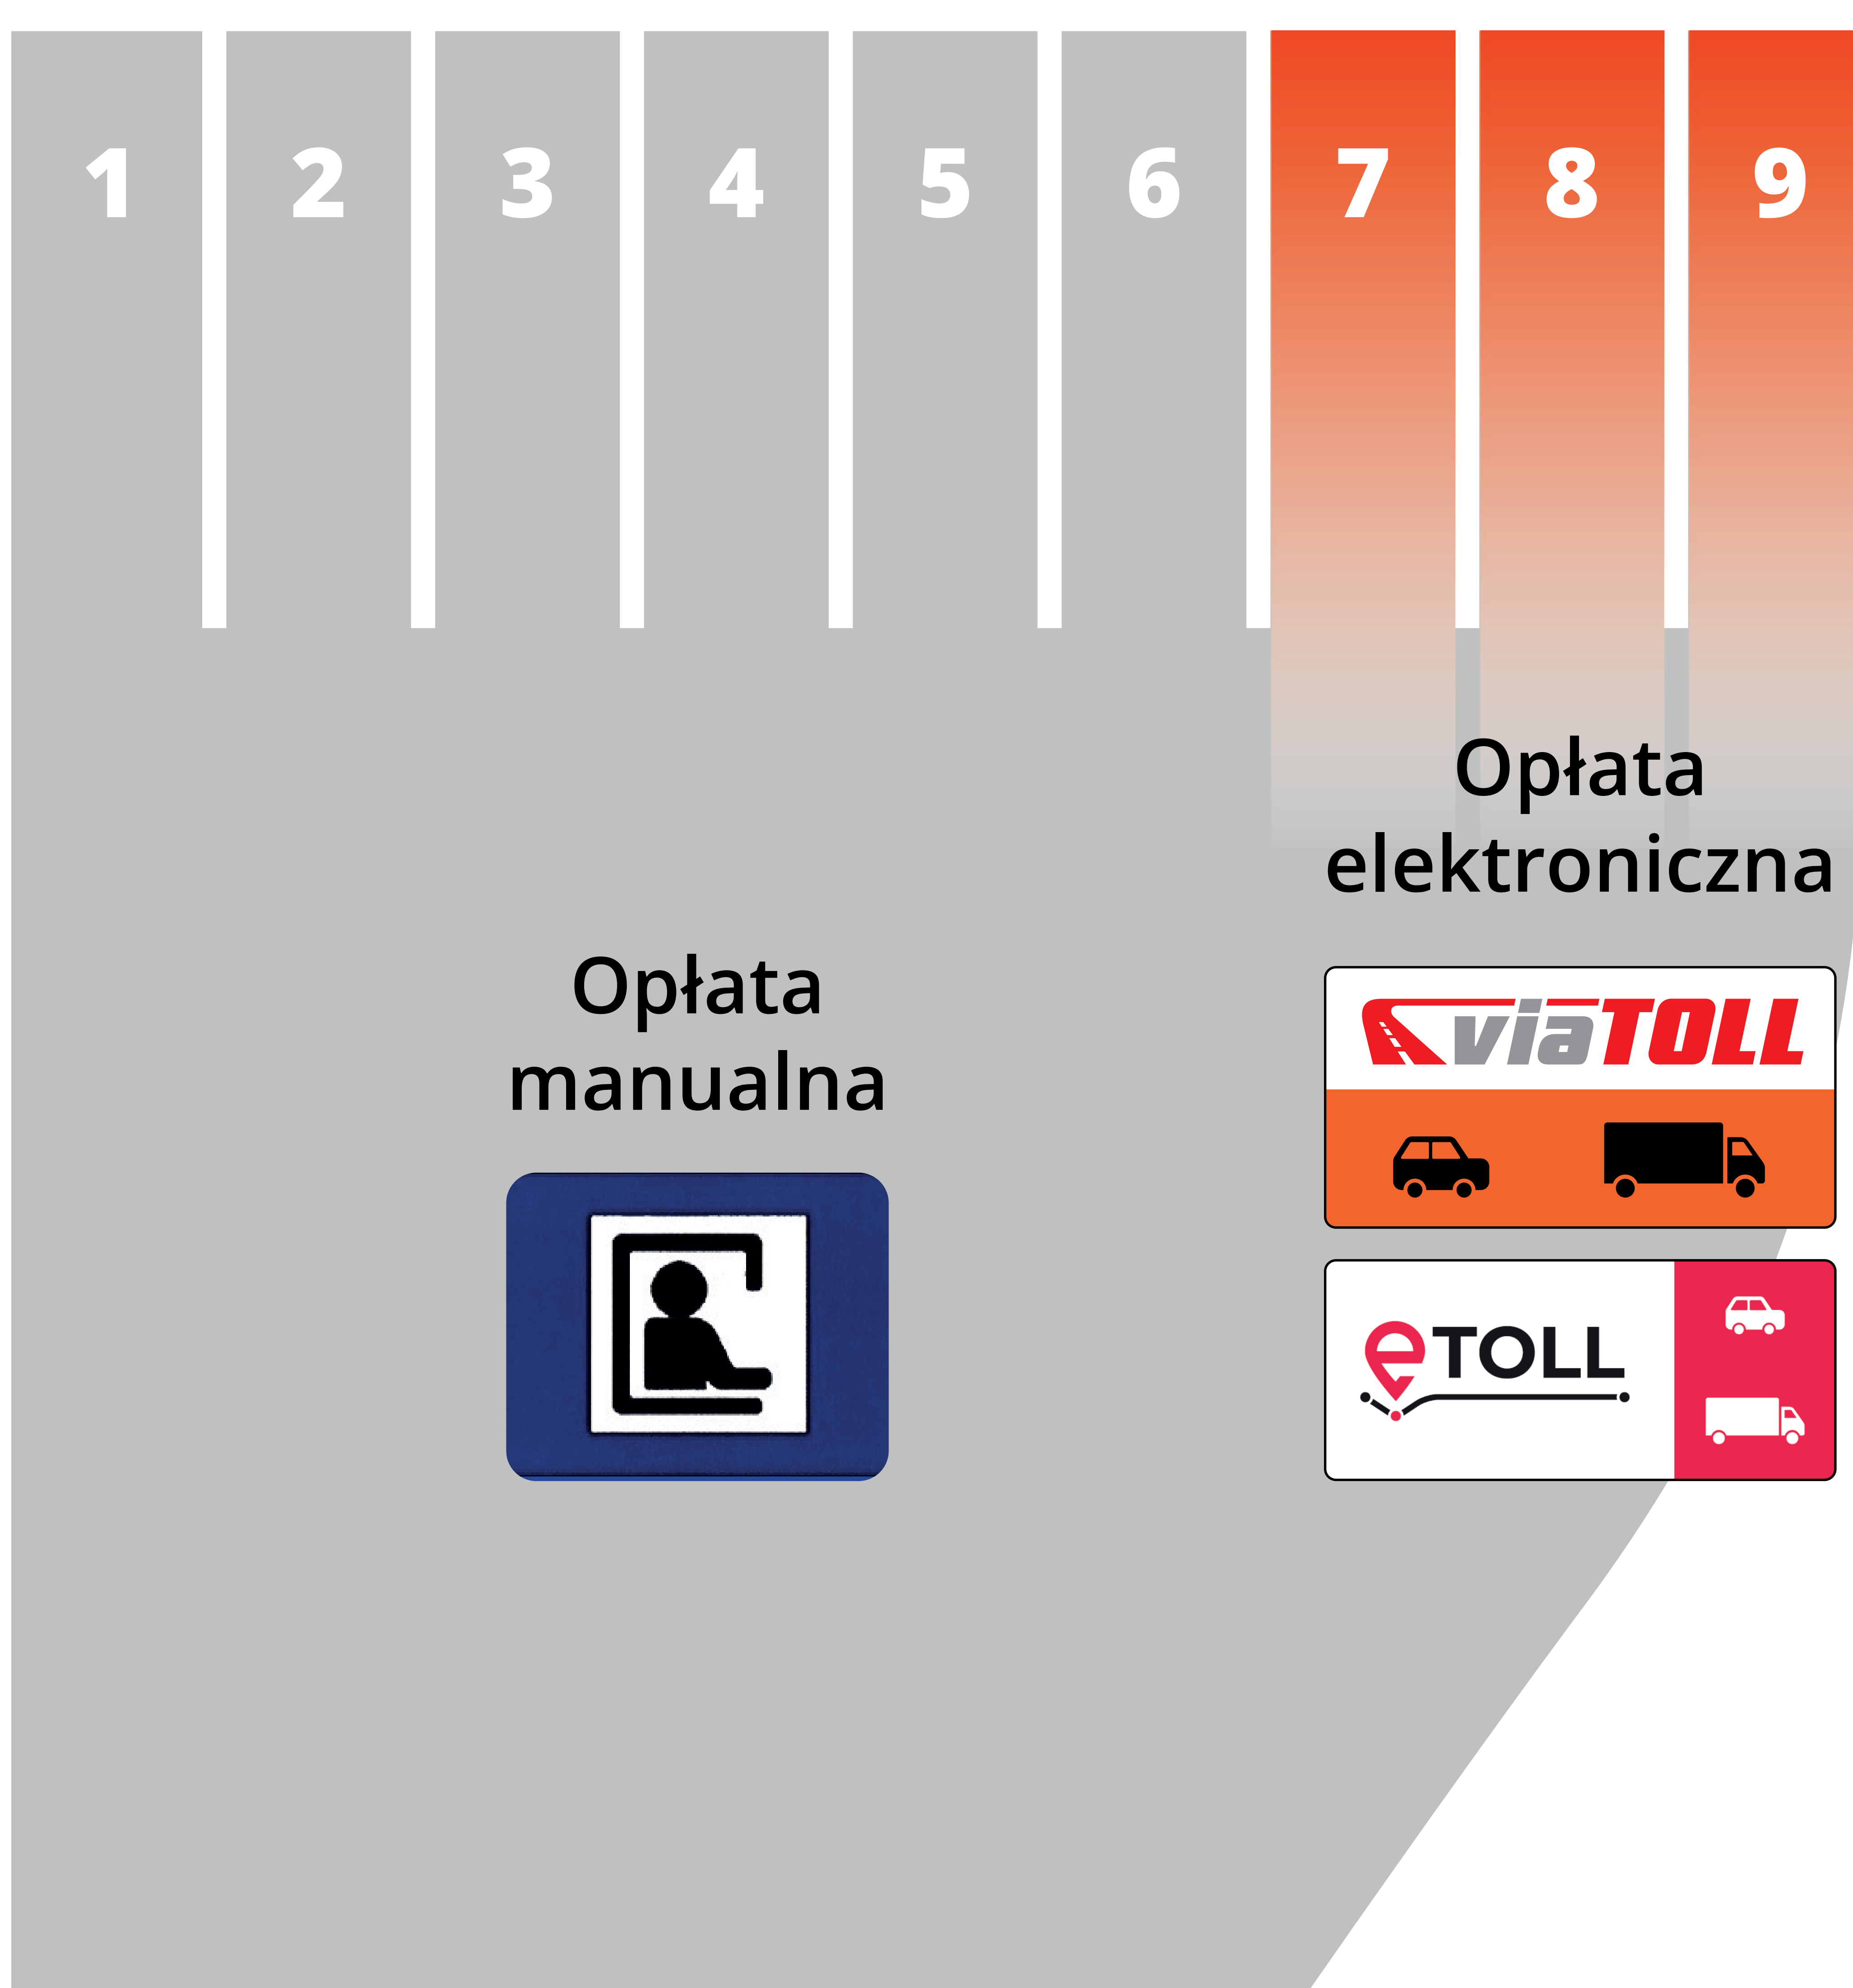 1 2 3 4 5 6 7 8 9
Opłata
elektroniczna
Opłata
manualna
viaTOLL
eTOLL